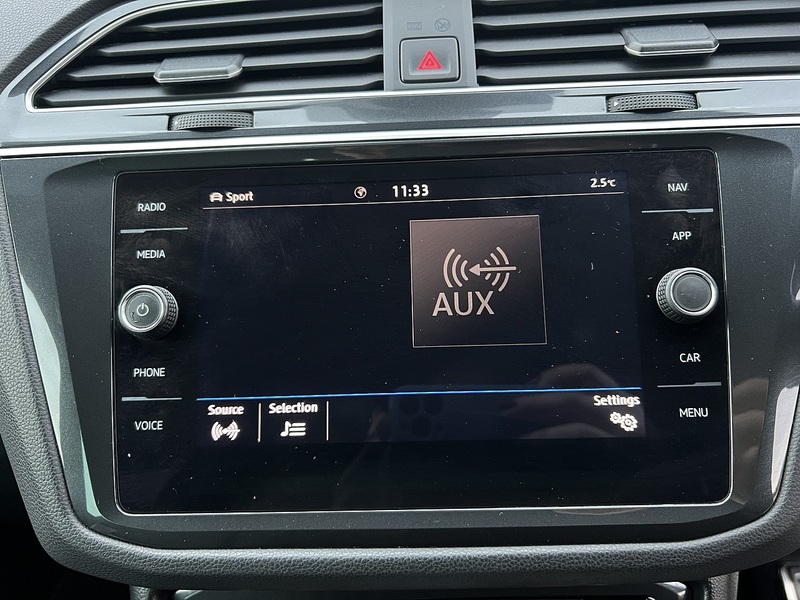 Sport 11:33 2.5°C
RADIO
MEDIA
PHONE
VOICE
AUX
Source Selection Settings
NAV
APP
CAR
MENU